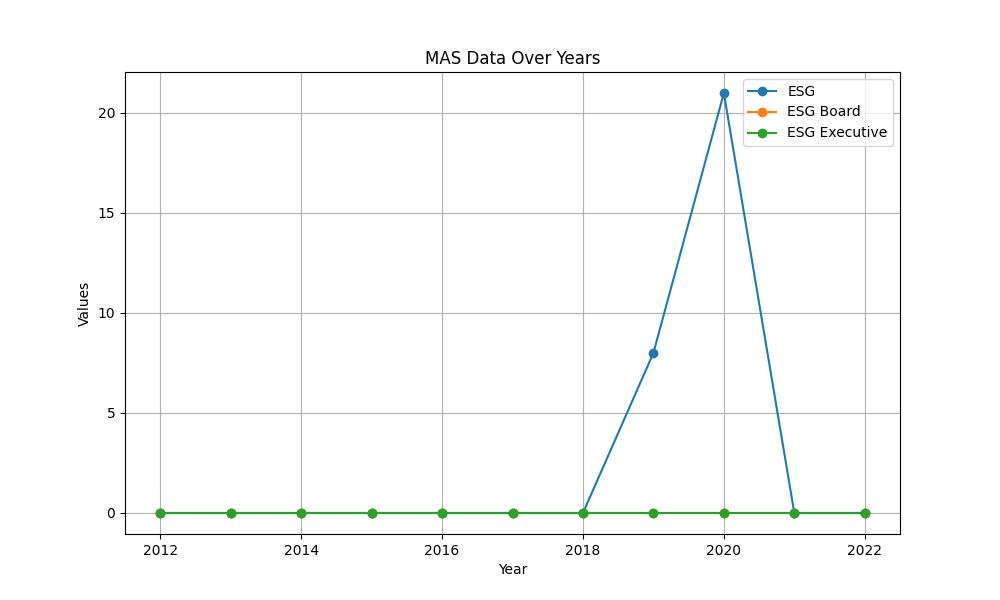 MAS Data Over Years
ESG
ESG Board
ESG Executive
Values
20
15
10
5
0
2012 2014 2016 2018 2020 2022
Year